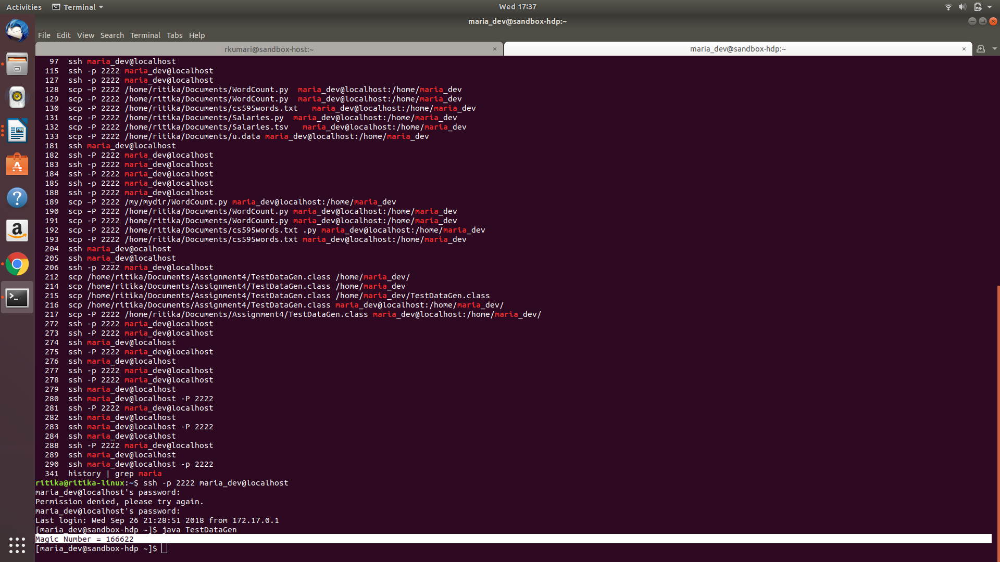 Activities
Terminal
Wed 17:37
maria_dev@sandbox-hdp:~
File Edit View Search Terminal Tabs Help
rkumari@sandbox-host:~ ×
maria_dev@sandbox-hdp:~ ×
97 ssh maria_dev@localhost
115 ssh -p 2222 maria_dev@localhost
127 ssh -p 2222 maria_dev@localhost
128 scp –P 2222 /home/ritika/Documents/WordCount.py  maria_dev@localhost:/home/maria_dev
129 scp -P 2222 /home/ritika/Documents/WordCount.py  maria_dev@localhost:/home/maria_dev
130 scp -P 2222 /home/ritika/Documents/cs595words.txt   maria_dev@localhost:/home/maria_dev
131 scp -P 2222 /home/ritika/Documents/Salaries.py  maria_dev@localhost:/home/maria_dev
132 scp -P 2222 /home/ritika/Documents/Salaries.tsv   maria_dev@localhost:/home/maria_dev
133 scp -P 2222 /home/ritika/Documents/u.data maria_dev@localhost:/home/maria_dev
181 ssh maria_dev@localhost
182 ssh -P 2222 maria_dev@localhost
183 ssh -p 2222 maria_dev@localhost
184 ssh -P 2222 maria_dev@localhost
185 ssh -p 2222 maria_dev@localhost
188 ssh -p 2222 maria_dev@localhost
189 scp –P 2222 /my/mydir/WordCount.py maria_dev@localhost:/home/maria_dev
190 scp –P 2222 /home/ritika/Documents/WordCount.py maria_dev@localhost:/home/maria_dev
191 scp -P 2222 /home/ritika/Documents/WordCount.py maria_dev@localhost:/home/maria_dev
192 scp -P 2222 /home/ritika/Documents/cs595words.txt .py maria_dev@localhost:/home/maria_dev
193 scp -P 2222 /home/ritika/Documents/cs595words.txt maria_dev@localhost:/home/maria_dev
204 ssh maria_dev@ocalhost
205 ssh maria_dev@localhost
206 ssh -p 2222 maria_dev@localhost
212 scp /home/ritika/Documents/Assignment4/TestDataGen.class /home/maria_dev/
214 scp /home/ritika/Documents/Assignment4/TestDataGen.class /home/maria_dev
215 scp /home/ritika/Documents/Assignment4/TestDataGen.class /home/maria_dev/TestDataGen.class
216 scp /home/ritika/Documents/Assignment4/TestDataGen.class maria_dev@localhost:/home/maria_dev/
217 scp -P 2222 /home/ritika/Documents/Assignment4/TestDataGen.class maria_dev@localhost:/home/maria_dev/
272 ssh -p 2222 maria_dev@localhost
273 ssh -P 2222 maria_dev@localhost
274 ssh maria_dev@localhost
275 ssh -P 2222 maria_dev@localhost
276 ssh maria_dev@localhost
277 ssh -p 2222 maria_dev@localhost
278 ssh -P 2222 maria_dev@localhost
279 ssh maria_dev@localhost
280 ssh maria_dev@localhost -P 2222
281 ssh -P 2222 maria_dev@localhost
282 ssh maria_dev@localhost
283 ssh maria_dev@localhost -P 2222
284 ssh maria_dev@localhost
288 ssh -P 2222 maria_dev@localhost
289 ssh maria_dev@localhost
290 ssh maria_dev@localhost -p 2222
341 history | grep maria
ritika@ritika-linux:~$ ssh -p 2222 maria_dev@localhost
maria_dev@localhost's password:
Permission denied, please try again.
maria_dev@localhost's password:
Last login: Wed Sep 26 21:28:51 2018 from 172.17.0.1
[maria_dev@sandbox-hdp ~]$ java TestDataGen
Magic Number = 166622
[maria_dev@sandbox-hdp ~]$